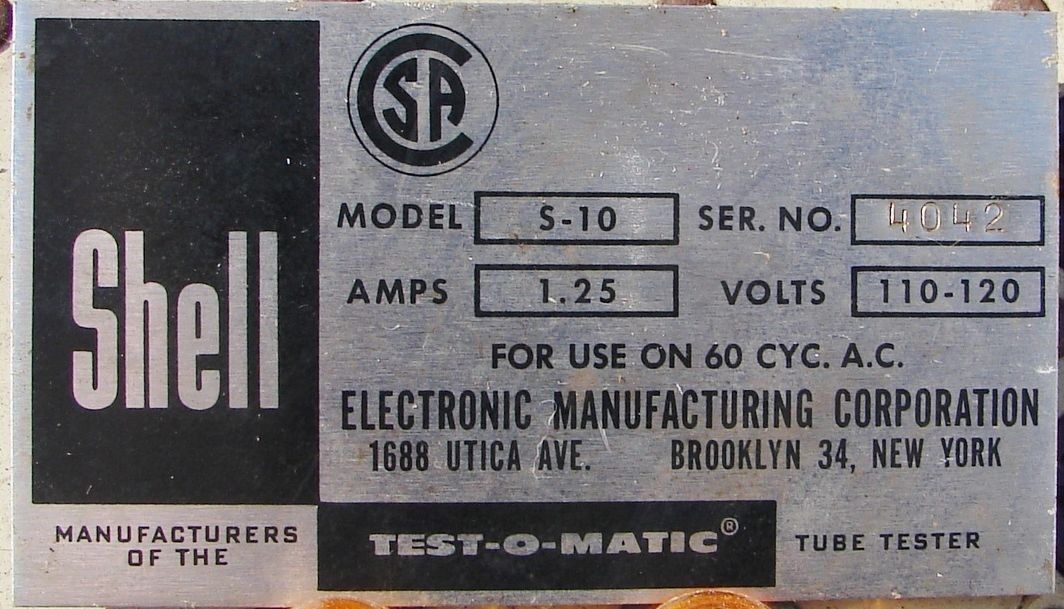 CSA
Shell
MODEL S-10 SER. NO. 4042
AMPS 1.25 VOLTS 110-120
FOR USE ON 60 CYC. A.C.
ELECTRONIC MANUFACTURING CORPORATION
1688 UTICA AVE. BROOKLYN 34, NEW YORK
MANUFACTURERS
OF THE
TEST-O-MATIC® TUBE TESTER